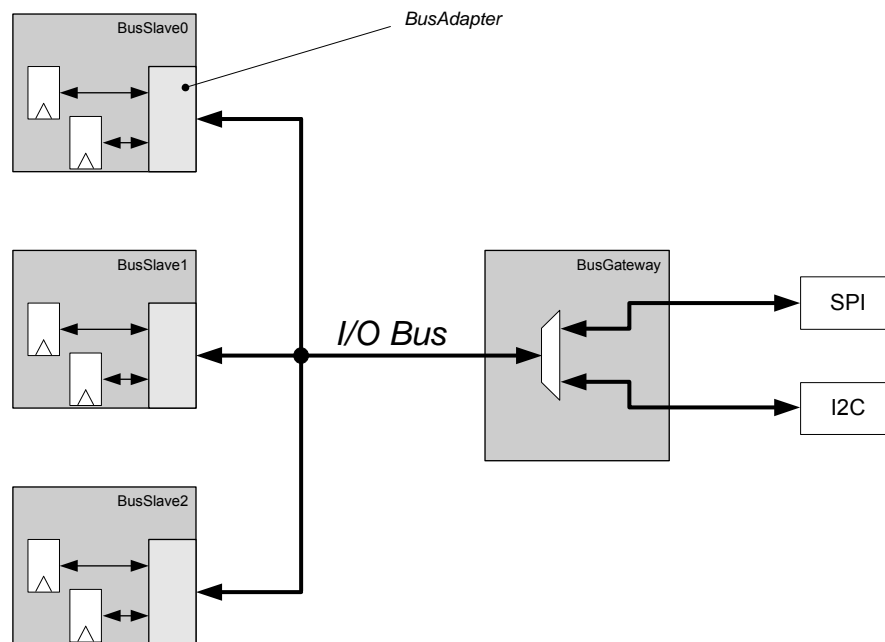 BusSlave0
BusAdapter
BusSlave1
BusGateway
SPI
I/O Bus
I2C
BusSlave2